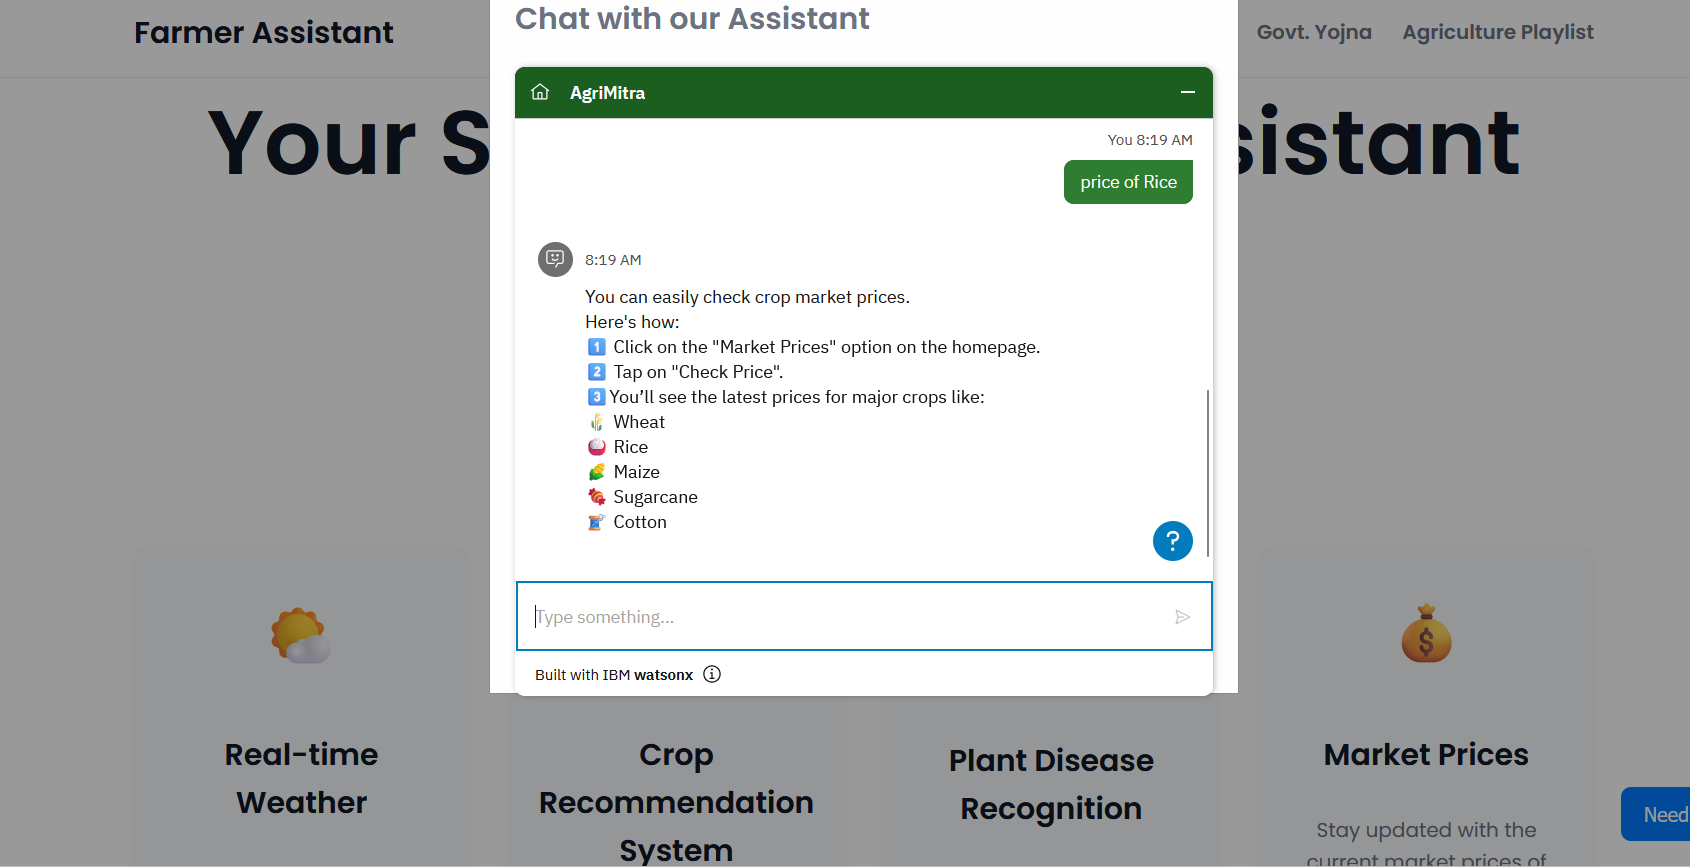 Chat with our Assistant
Farmer Assistant
Govt. Yojna
Agriculture Playlist
AgriMitra
Your S
sistant
You 8:19 AM
price of Rice
8:19 AM
You can easily check crop market prices.
Here's how:
1 Click on the "Market Prices" option on the homepage.
2 Tap on "Check Price".
3 You’ll see the latest prices for major crops like:
Wheat
Rice
Maize
Sugarcane
Cotton
?
Type something...
Built with IBM watsonx
Real-time
Weather
Crop
Recommendation
System
Plant Disease
Recognition
Market Prices
Stay updated with the
current market prices of
Need